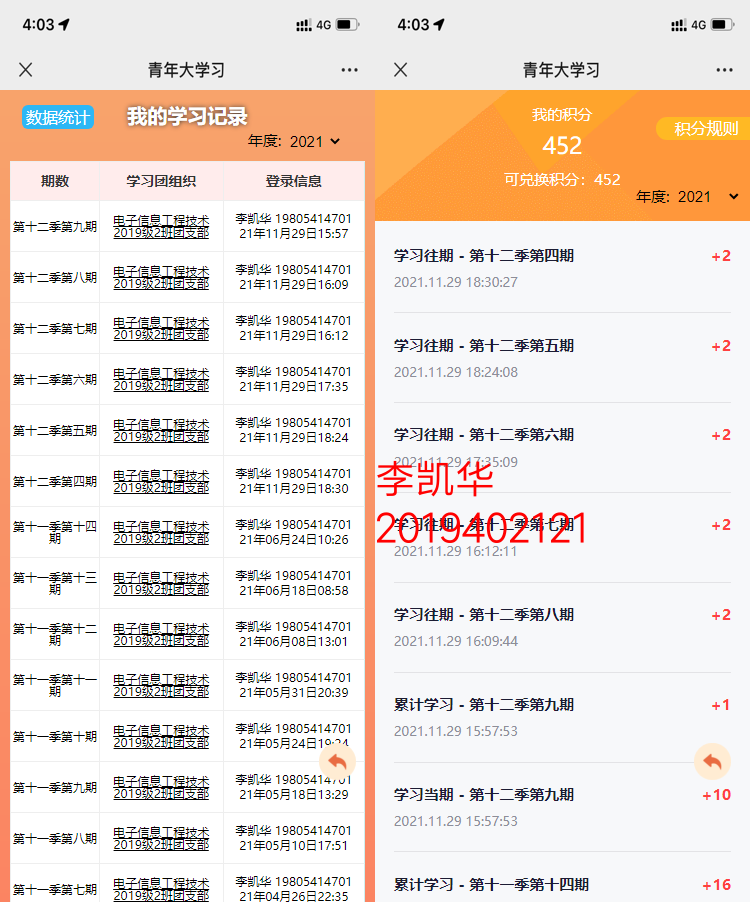 4:03
4G
青年大学习
数据统计
我的学习记录
年度: 2021
期数 学习团组织 登录信息
第十二季第九期 电子信息工程技术 李凯华 19805414701
2019级2班团支部 21年11月29日15:57
第十二季第八期 电子信息工程技术 李凯华 19805414701
2019级2班团支部 21年11月29日16:09
第十二季第七期 电子信息工程技术 李凯华 19805414701
2019级2班团支部 21年11月29日16:12
第十二季第六期 电子信息工程技术 李凯华 19805414701
2019级2班团支部 21年11月29日17:35
第十二季第五期 电子信息工程技术 李凯华 19805414701
2019级2班团支部 21年11月29日18:24
第十二季第四期 电子信息工程技术 李凯华 19805414701
2019级2班团支部 21年11月29日18:30
第十一季第十四 电子信息工程技术 李凯华 19805414701
期 2019级2班团支部 21年06月24日10:26
第十一季第十三 电子信息工程技术 李凯华 19805414701
期 2019级2班团支部 21年06月18日08:58
第十一季第十二 电子信息工程技术 李凯华 19805414701
期 2019级2班团支部 21年06月08日13:01
第十一季第十一 电子信息工程技术 李凯华 19805414701
期 2019级2班团支部 21年05月31日20:39
第十一季第十期 电子信息工程技术 李凯华 19805414701
2019级2班团支部 21年05月24日19:34
第十一季第九期 电子信息工程技术 李凯华 19805414701
2019级2班团支部 21年05月18日13:29
第十一季第八期 电子信息工程技术 李凯华 19805414701
2019级2班团支部 21年05月10日17:51
第十一季第七期 电子信息工程技术 李凯华 19805414701
2019级2班团支部 21年04月26日22:35
4:03
4G
青年大学习
我的积分
452
积分规则
可兑换积分：452
年度: 2021
学习往期 - 第十二季第四期 +2
2021.11.29 18:30:27
学习往期 - 第十二季第五期 +2
2021.11.29 18:24:08
学习往期 - 第十二季第六期 +2
2021.11.29 17:35:09
李凯华
学习往期 - 第十二季第七期 +2
2019402121
2021.11.29 16:12:11
学习往期 - 第十二季第八期 +2
2021.11.29 16:09:44
累计学习 - 第十二季第九期 +1
2021.11.29 15:57:53
学习当期 - 第十二季第九期 +10
2021.11.29 15:57:53
累计学习 - 第十一季第十四期 +16